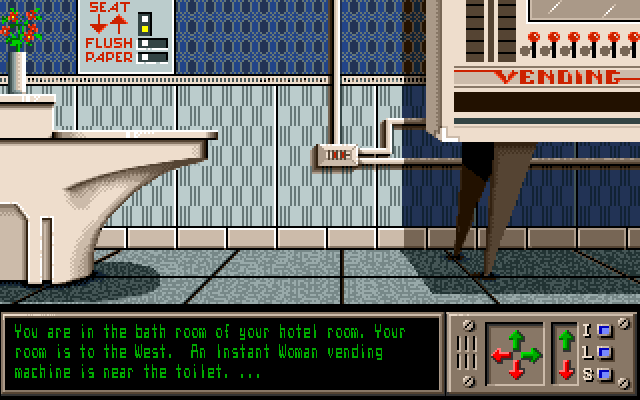 SEAT
FLUSH
PAPER
VENDING
You are in the bath room of your hotel room. Your
room is to the West. An Instant Woman vending
machine is near the toilet. ...
I
L
S